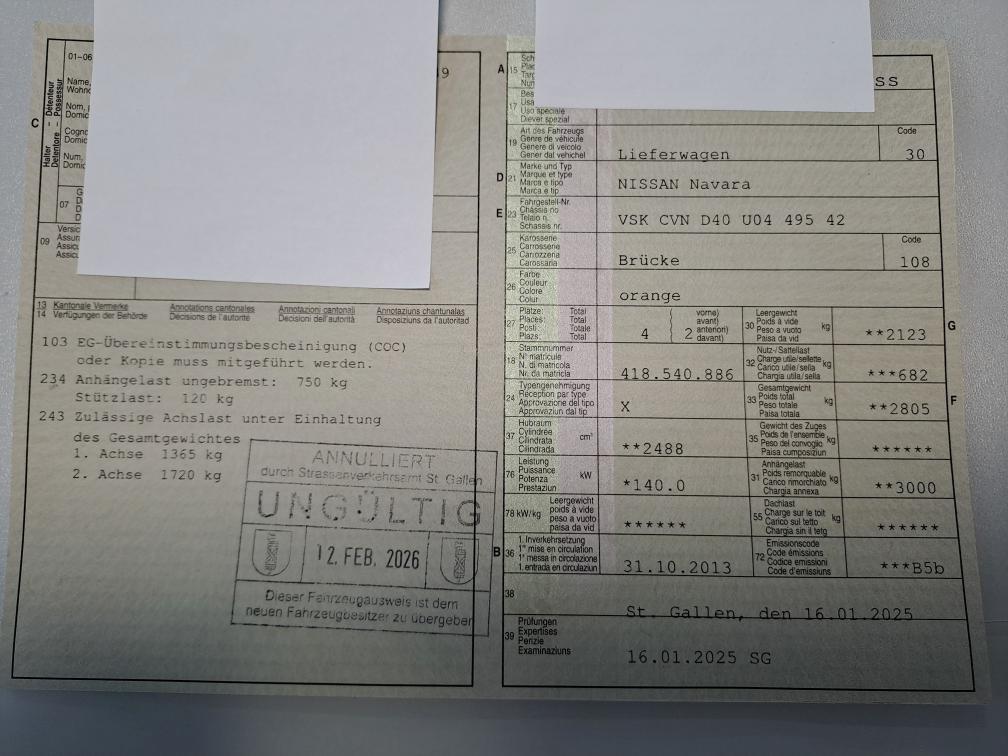 01-06
9
Halter – Détenteur
Detentore – Possessur
C
Name,
Nom,
Num,
07
09
13 Kantonale Vermerke Annotations cantonales Annotazioni cantonali Annotaziuns chantunalas
14 Verfügungen der Behörde Décisions de l'autorité Decisioni dell'autorità Disposiziuns da l'autoritad
103 EG-Übereinstimmungsbescheinigung (COC)
oder Kopie muss mitgeführt werden.
234 Anhängelast ungebremst: 750 kg
Stützlast: 120 kg
243 Zulässige Achslast unter Einhaltung
des Gesamtgewichtes
1. Achse 1365 kg
2. Achse 1720 kg
ANNULLIERT
durch Strassenverkehrsamt St. Gallen
UNGÜLTIG
12. FEB. 2026
Dieser Fahrzeugausweis ist dem
neuen Fahrzeugbesitzer zu übergeben
A 15
SS
17
Uso speciale
Diever spezial
19 Art des Fahrzeugs
Genre de véhicule
Genere di veicolo
Gener dal vehichel
Lieferwagen
Code
30
D 21 Marke und Typ
Marque et type
Marca e tipo
Marca e tip
NISSAN Navara
E 23 Fahrgestell-Nr.
Châssis no
Telaio n.
Schassis nr.
VSK CVN D40 U04 495 42
25 Karosserie
Carrosserie
Carrozzeria
Carossaria
Brücke
Code
108
26 Farbe
Couleur
Colore
Colur
orange
27 Plätze: Total
Places: Total
Posti: Totale
Plazs: Total
4
2
vorne)
avant)
anteriori)
davant)
G 30 Leergewicht
Poids à vide
Peso a vuoto
Paisa da vid
kg
**2123
18 Stammnummer
N° matricule
N. di matricola
Nr. da matricla
418.540.886
32 Nutz-/Sattellast
Charge utile/sellette
Carico utile/sella
Chargia utila/sella
kg
***682
24 Typengenehmigung
Réception par type
Approvazione del tipo
Approvaziun dal tip
X
F 33 Gesamtgewicht
Poids total
Peso totale
Paisa totala
kg
**2805
37 Hubraum
Cylindrée
Cilindrata
Cilindrada
cm³
**2488
35 Gewicht des Zuges
Poids de l'ensemble
Peso del convoglio
Paisa cumposiziun
kg
******
76 Leistung
Puissance
Potenza
Prestaziun
kW
*140.0
31 Anhängelast
Poids remorquable
Carico rimorchiato
Chargia annexa
kg
**3000
78 kW/kg Leergewicht
poids à vide
peso a vuoto
paisa da vid
******
55 Dachlast
Charge sur le toit
Carico sul tetto
Chargia sin il tetg
kg
******
B 36 1. Inverkehrsetzung
1re mise en circulation
1a messa in circolazione
1. entrada en circulaziun
31.10.2013
72 Emissionscode
Code émissions
Codice emissioni
Code d'emissiuns
***B5b
38
St. Gallen, den 16.01.2025
39 Prüfungen
Expertises
Perizie
Examinaziuns
16.01.2025 SG